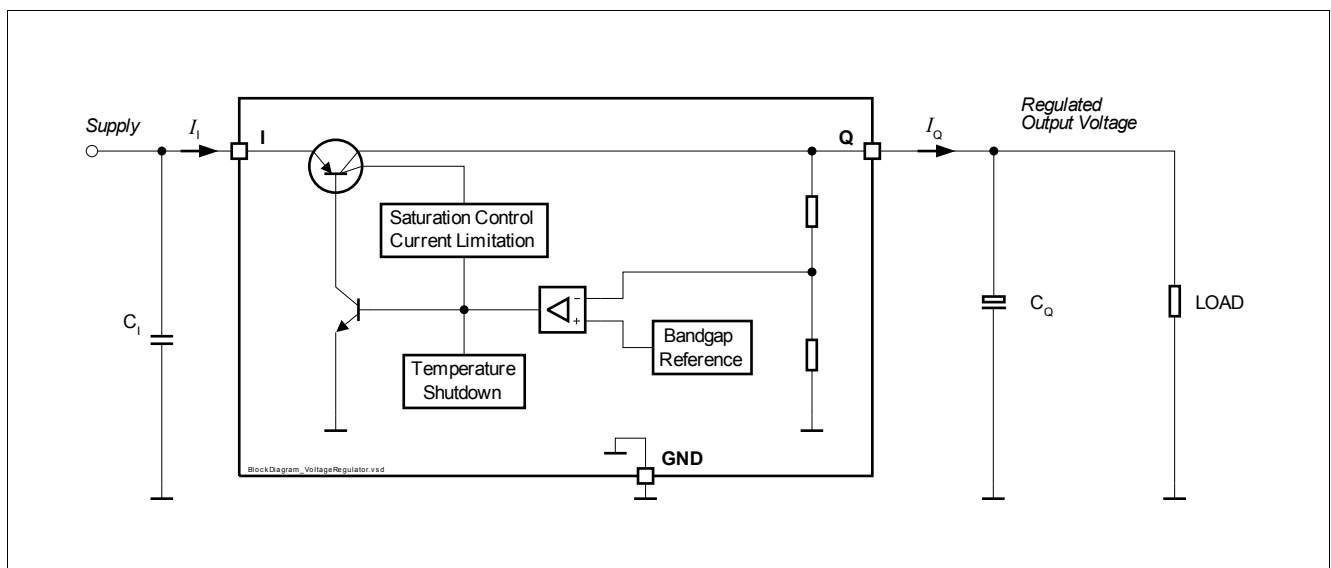 Supply
I_I
I
Q
I_Q
Regulated
Output Voltage
Saturation Control
Current Limitation
C_I
-
+
Bandgap
Reference
Temperature
Shutdown
C_Q
LOAD
GND
BlockDiagram_VoltageRegulator.vsd